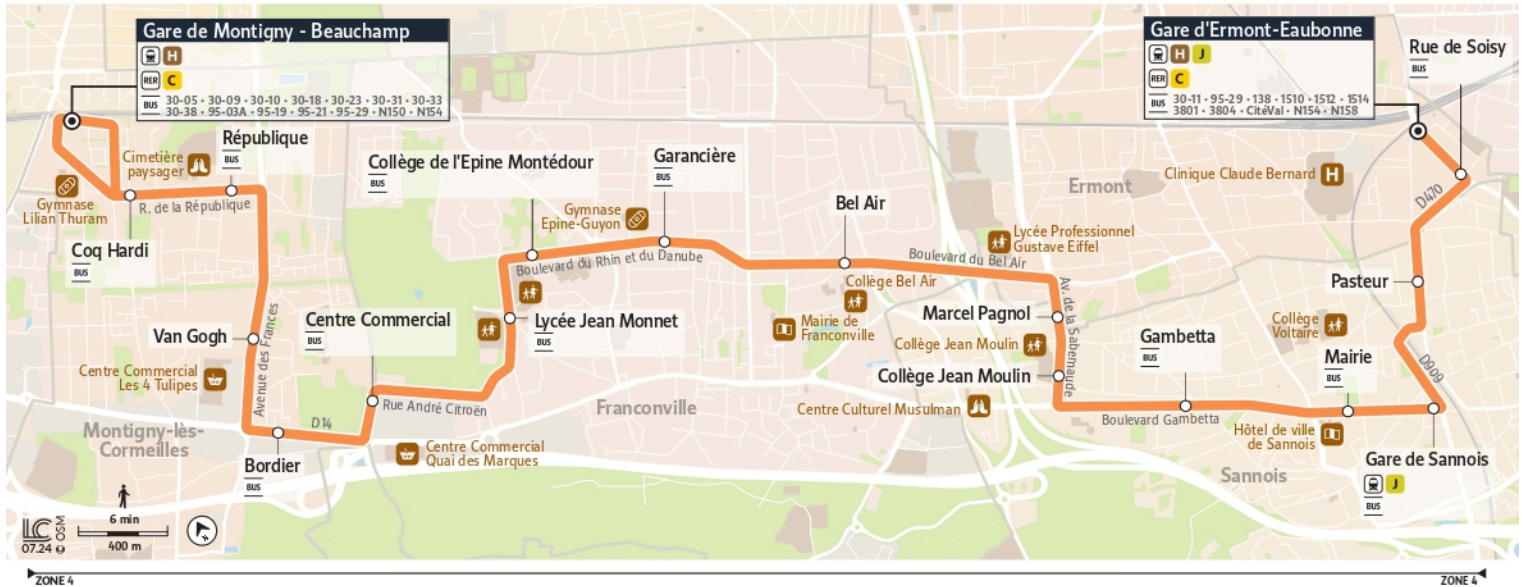 Gare de Montigny - Beauchamp
H
RER C
BUS 30-05 • 30-09 • 30-10 • 30-18 • 30-23 • 30-31 • 30-33
30-38 • 95-03A • 95-19 • 95-21 • 95-29 • N150 • N154
Gare d'Ermont-Eaubonne
H J
RER C
BUS 30-11 • 95-29 • 138 • 1510 • 1512 • 1514
3801 • 3804 • CitéVal • N154 • N158
Rue de Soisy
BUS
République
BUS
Cimetière
paysager
Gymnase
Lilian Thuram
R. de la République
Coq Hardi
BUS
Collège de l'Epine Montédour
BUS
Garancière
BUS
Gymnase
Epine-Guyon
Boulevard du Rhin et du Danube
Bel Air
BUS
Ermont
Clinique Claude Bernard H
D470
Lycée Professionnel
Gustave Eiffel
Boulevard du Bel Air
Collège Bel Air
Mairie de
Franconville
Av. de la Sabernaude
Pasteur
Van Gogh
Avenue des Frances
Centre Commercial
Les 4 Tulipes
Centre Commercial
BUS
Lycée Jean Monnet
BUS
Marcel Pagnol
Collège Jean Moulin
Collège Jean Moulin
Gambetta
BUS
Collège
Voltaire
Mairie
BUS
D909
Rue André Citroën
Franconville
Centre Culturel Musulman
Boulevard Gambetta
Hôtel de ville
de Sannois
Montigny-lès-
Cormeilles
D14
Bordier
BUS
Centre Commercial
Quai des Marques
Sannois
Gare de Sannois
J
BUS
6 min
400 m
LC
07.24
© OSM
ZONE 4
ZONE 4